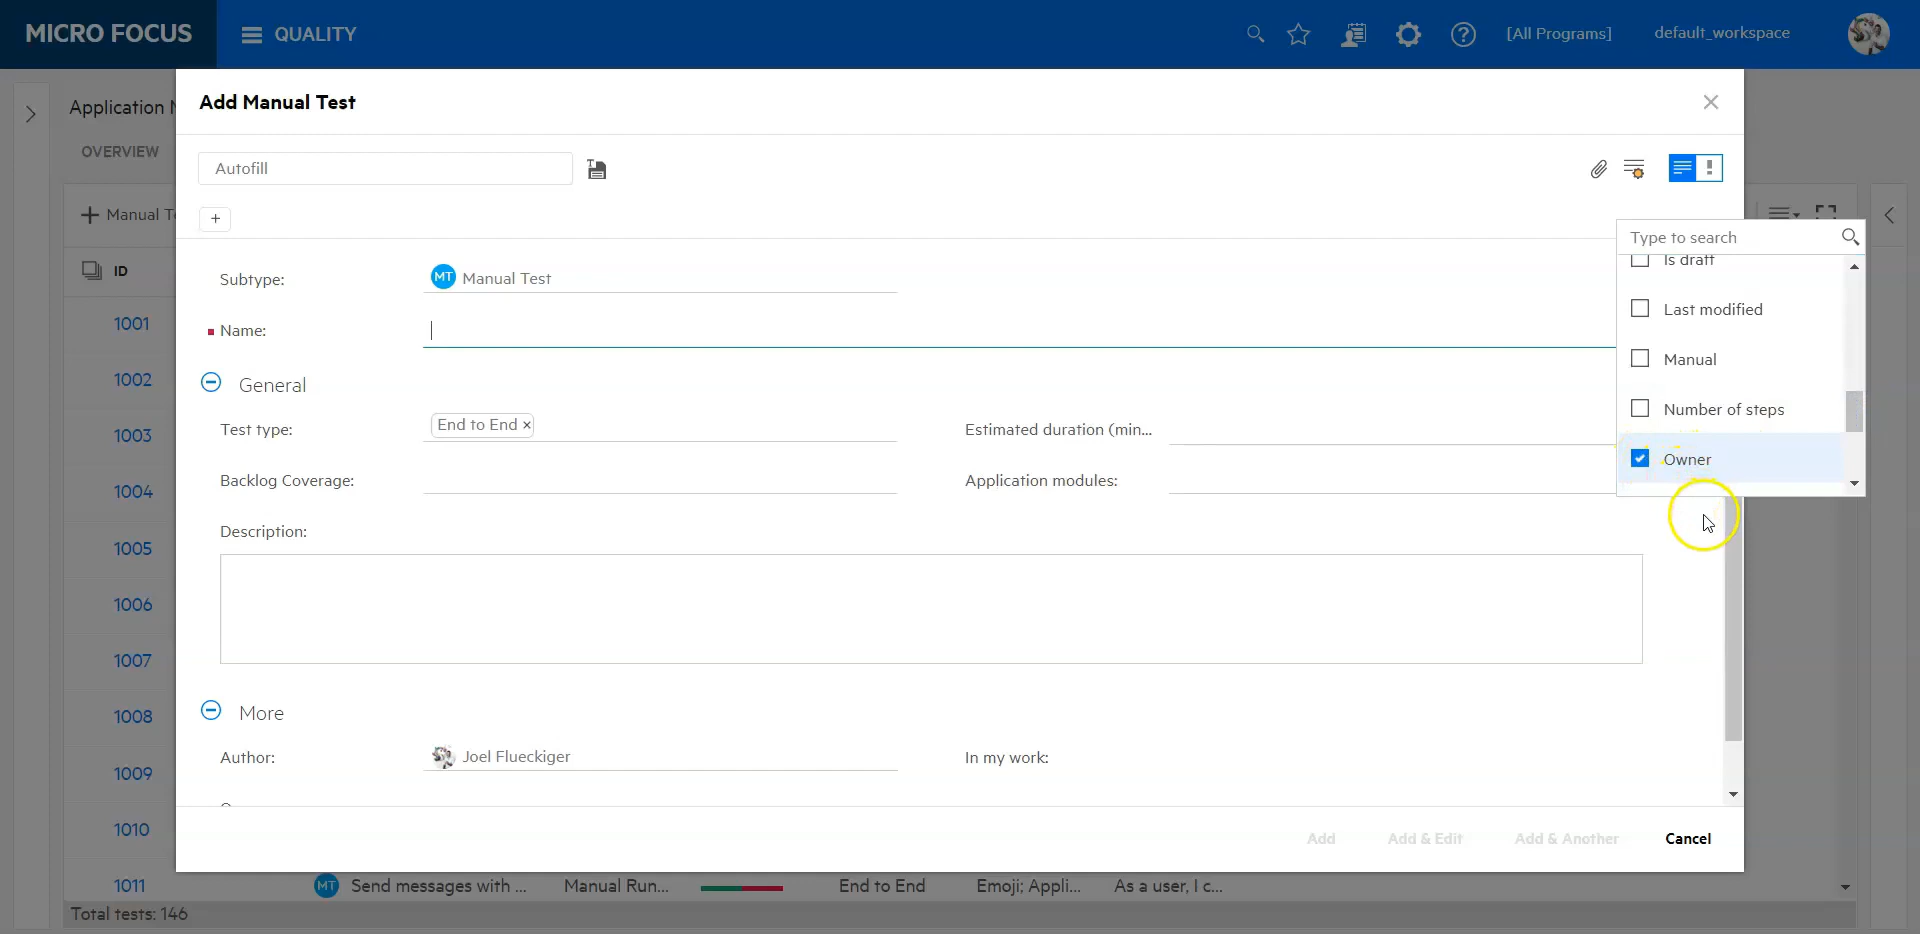 MICRO FOCUS
QUALITY
[All Programs]
default_workspace
Application
OVERVIEW
Manual Te
ID
1001
1002
1003
1004
1005
1006
1007
1008
1009
1010
1011
MT Send messages with ...
Manual Run...
End to End
Emoji; Appli...
As a user, I c...
Total tests: 146
Add Manual Test
Autofill
Subtype:
MT Manual Test
Name:
General
Test type:
End to End ×
Estimated duration (min...
Backlog Coverage:
Application modules:
Description:
More
Author:
Joel Flueckiger
In my work:
Add
Add & Edit
Add & Another
Cancel
Type to search
Is draft
Last modified
Manual
Number of steps
Owner